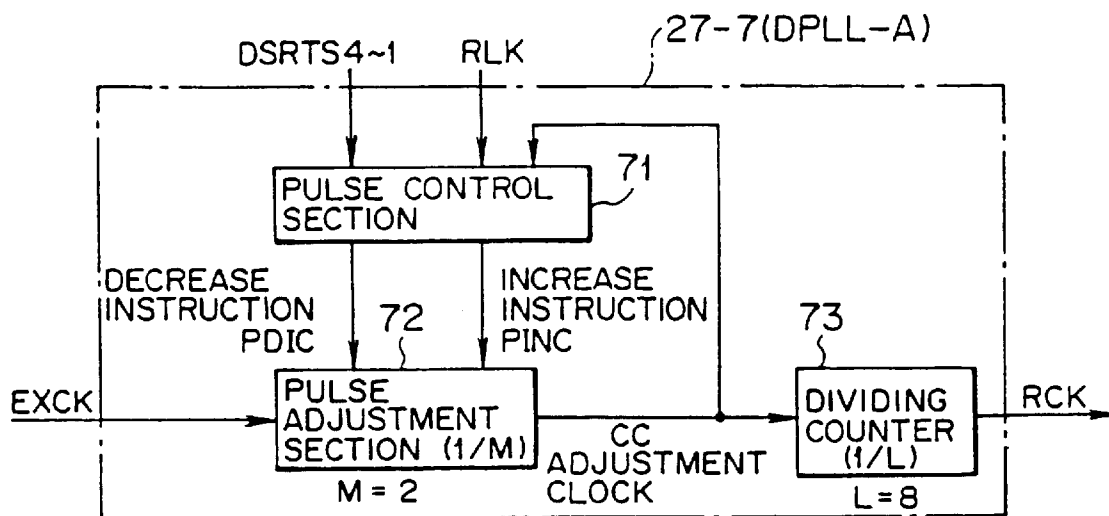 27-7(DPLL-A)
DSRTS4~1 RLK
71
PULSE CONTROL
SECTION
DECREASE
INSTRUCTION
PDIC
INCREASE
INSTRUCTION
PINC
72
73
EXCK
PULSE
ADJUSTMENT
SECTION (1/M)
M=2
CC
ADJUSTMENT
CLOCK
DIVIDING
COUNTER
(1/L)
L=8
RCK